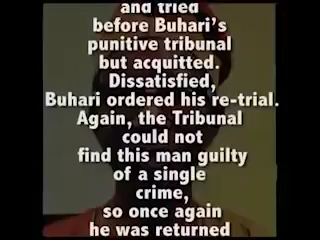 and tried
before Buhari's
punitive tribunal
but acquitted.
Dissatisfied,
Buhari ordered his re-trial.
Again, the Tribunal
could not
find this man guilty
of a single
crime,
so once again
he was returned